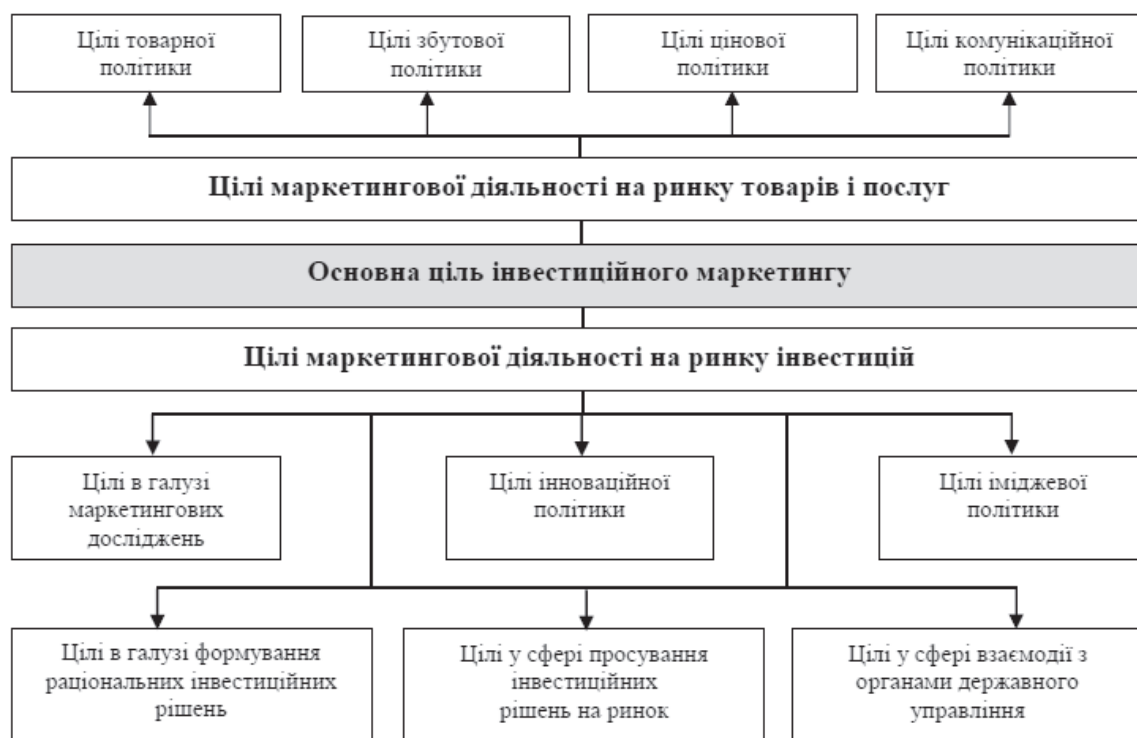 Цілі товарної
політики
Цілі збутової
політики
Цілі цінової
політики
Цілі комунікаційної
політики
Цілі маркетингової діяльності на ринку товарів і послуг
Основна ціль інвестиційного маркетингу
Цілі маркетингової діяльності на ринку інвестицій
Цілі в галузі
маркетингових
досліджень
Цілі інноваційної
політики
Цілі іміджевої
політики
Цілі в галузі формування
раціональних інвестиційних
рішень
Цілі у сфері просування
інвестиційних
рішень на ринок
Цілі у сфері взаємодії з
органами державного
управління